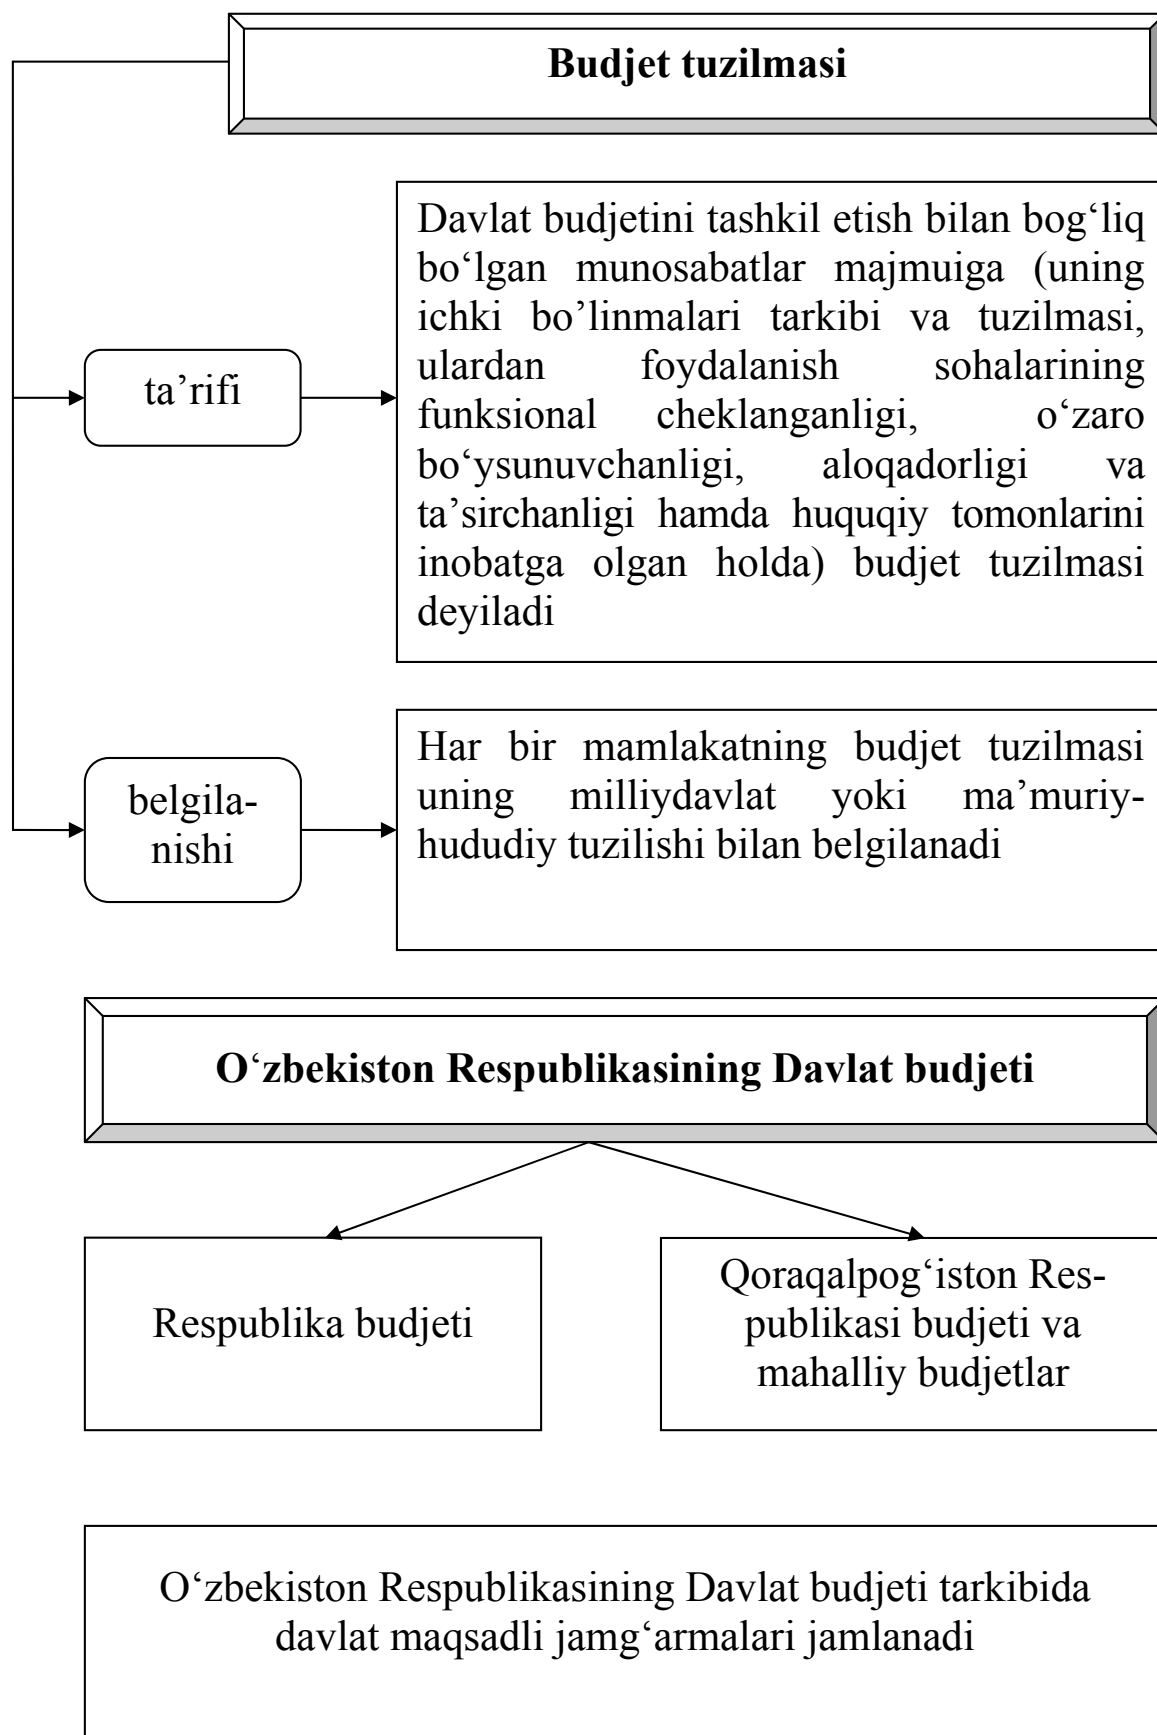 Budjet tuzilmasi
Davlat budjetini tashkil etish bilan bog‘liq
bo‘lgan munosabatlar majmuiga (uning
ichki bo’linmalari tarkibi va tuzilmasi,
ulardan foydalanish sohalarining
funksional cheklanganligi, o‘zaro
bo‘ysunuvchanligi, aloqadorligi va
ta’sirchanligi hamda huquqiy tomonlarini
inobatga olgan holda) budjet tuzilmasi
deyiladi
ta’rifi
Har bir mamlakatning budjet tuzilmasi
uning milliydavlat yoki ma’muriy-
hududiy tuzilishi bilan belgilanadi
belgila-
nishi
O‘zbekiston Respublikasining Davlat budjeti
Respublika budjeti
Qoraqalpog‘iston Res-
publikasi budjeti va
mahalliy budjetlar
O‘zbekiston Respublikasining Davlat budjeti tarkibida
davlat maqsadli jamg‘armalari jamlanadi